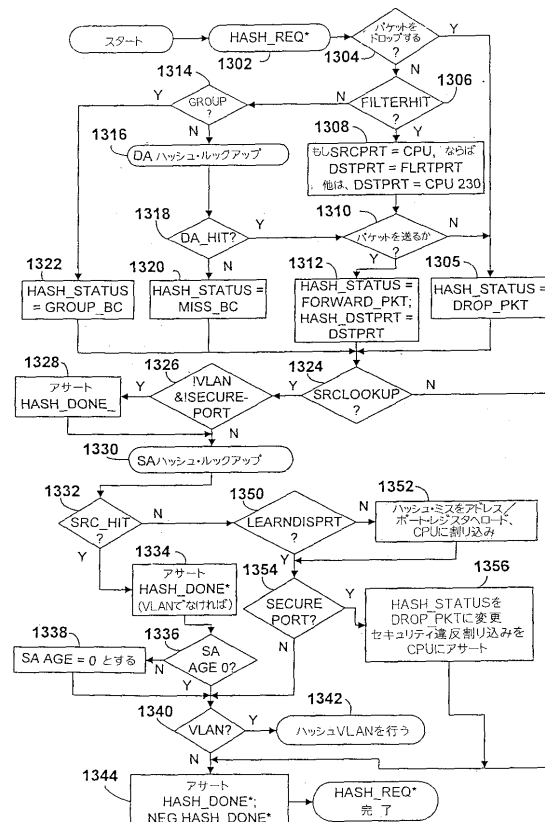 スタート
HASH_REQ*
1302
パケットを
ドロップする
?
1304
Y
N
1314
Y
GROUP
?
N
N
FILTERHIT
?
1306
Y
1316
DA ハッシュ・ルックアップ
1308
もし SRCPRT = CPU, ならば
DSTPRT = FLRTPRT
他は、DSTPRT = CPU 230
1318
DA_HIT?
Y
N
1310
パケットを送るか
?
N
Y
1322
HASH_STATUS
= GROUP_BC
1320
HASH_STATUS =
MISS_BC
1312
HASH_STATUS =
FORWARD_PKT;
HASH_DSTPRT =
DSTPRT
1305
HASH_STATUS =
DROP_PKT
1328
アサート
HASH_DONE_
Y
1326
!VLAN
&!SECURE-
PORT
N
Y
1324
SRCLOOKUP
?
N
1330
SAハッシュ・ルックアップ
1332
SRC_HIT
?
N
Y
1350
LEARNDISPRT
?
N
Y
1352
ハッシュ・ミスをアドレス/
ポート・レジスタへロード、
CPUに割り込み
1334
アサート
HASH_DONE*
(VLANでなければ)
1354
SECURE
PORT?
Y
N
1356
HASH_STATUSを
DROP_PKTに変更
セキュリティ違反割り込みを
CPUにアサート
1338
SA AGE = 0 とする
N
1336
SA
AGE 0?
Y
1340
VLAN?
Y
N
1342
ハッシュVLANを行う
1344
アサート
HASH_DONE*;
NEG HASH_DONE*
HASH_REQ*
完 了